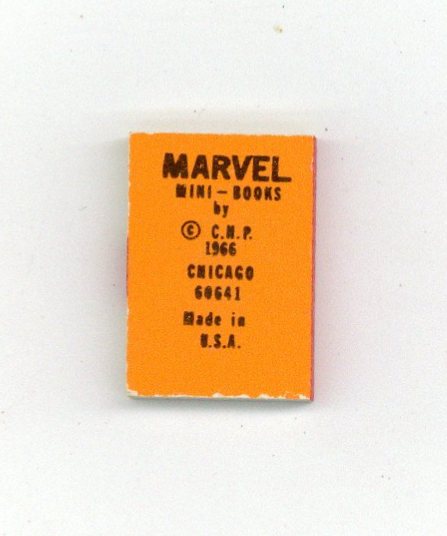 MARVEL
MINI-BOOKS
by
© C.M.P.
1966
CHICAGO
60641
Made in
U.S.A.